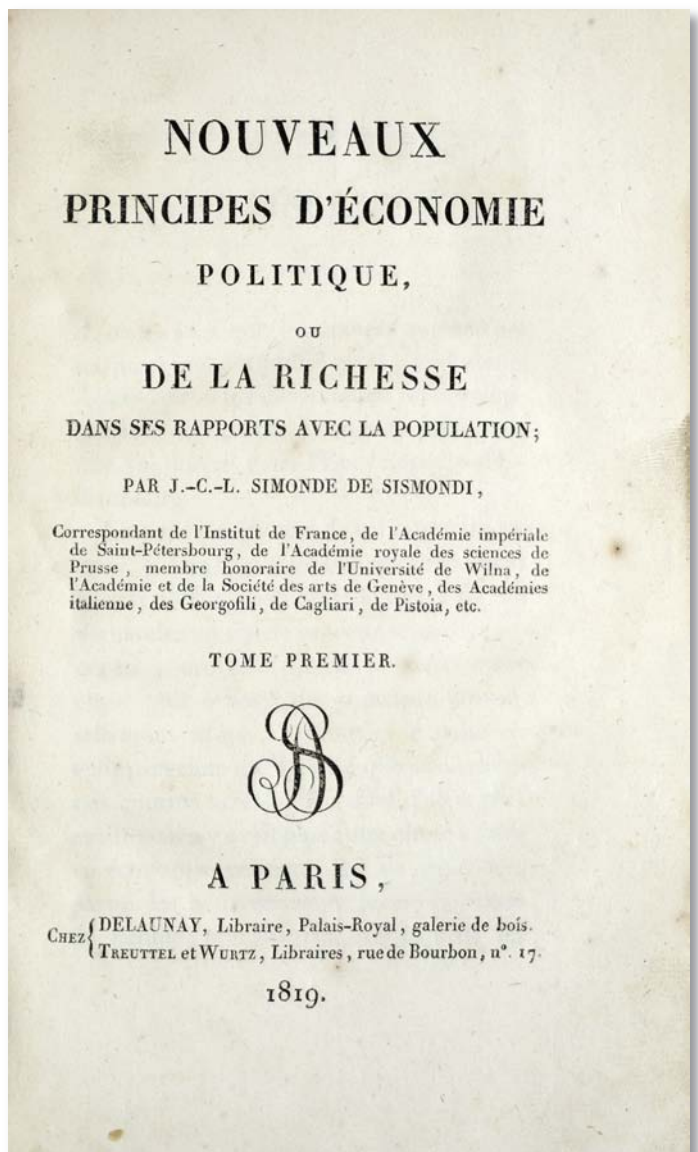 NOUVEAUX
PRINCIPES D'ÉCONOMIE
POLITIQUE,
OU
DE LA RICHESSE
DANS SES RAPPORTS AVEC LA POPULATION;
PAR J.-C.-L. SIMONDE DE SISMONDI,
Correspondant de l'Institut de France, de l'Académie impériale
de Saint-Pétersbourg, de l'Académie royale des sciences de
Prusse, membre honoraire de l'Université de Wilna, de
l'Académie et de la Société des arts de Genève, des Académies
italienne, des Georgofili, de Cagliari, de Pistoia, etc.
TOME PREMIER.
A PARIS,
CHEZ DELAUNAY, Libraire, Palais-Royal, galerie de bois.
TREUTTEL et WURTZ, Libraires, rue de Bourbon, nº. 17.
1819.